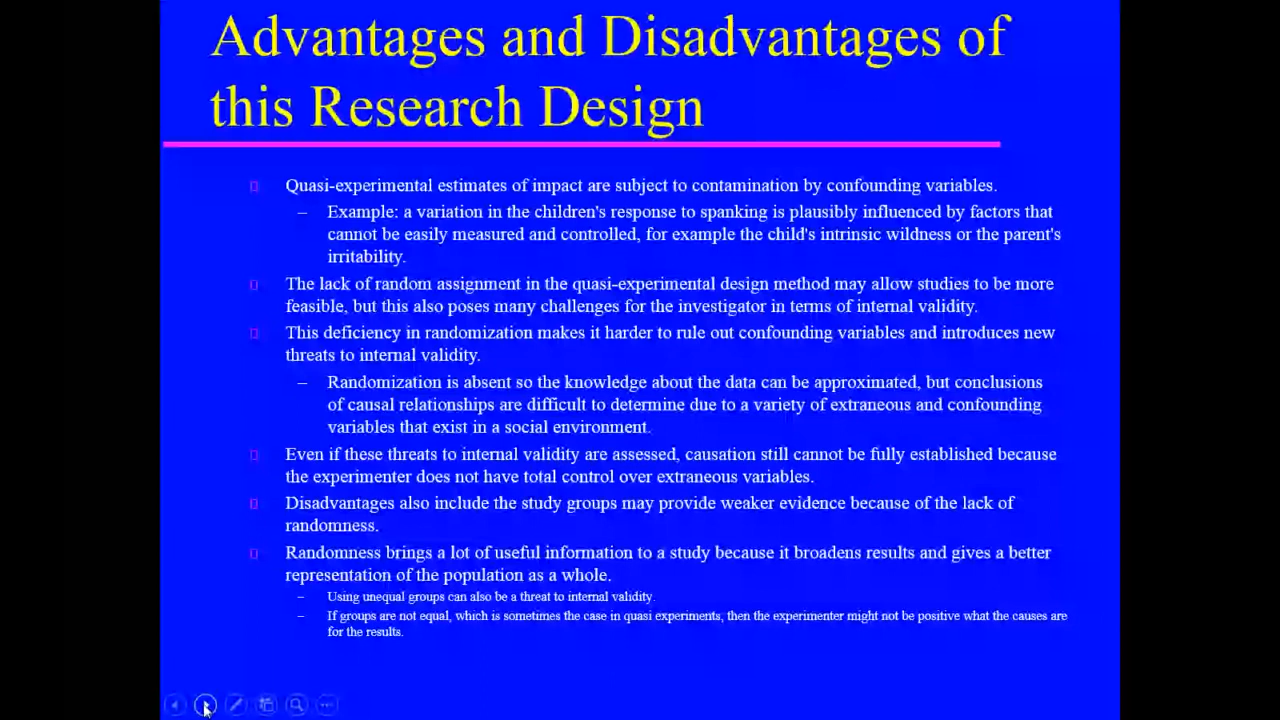 Advantages and Disadvantages of
this Research Design
Quasi-experimental estimates of impact are subject to contamination by confounding variables.
– Example: a variation in the children's response to spanking is plausibly influenced by factors that
cannot be easily measured and controlled, for example the child's intrinsic wildness or the parent's
irritability.
The lack of random assignment in the quasi-experimental design method may allow studies to be more
feasible, but this also poses many challenges for the investigator in terms of internal validity.
This deficiency in randomization makes it harder to rule out confounding variables and introduces new
threats to internal validity.
– Randomization is absent so the knowledge about the data can be approximated, but conclusions
of causal relationships are difficult to determine due to a variety of extraneous and confounding
variables that exist in a social environment.
Even if these threats to internal validity are assessed, causation still cannot be fully established because
the experimenter does not have total control over extraneous variables.
Disadvantages also include the study groups may provide weaker evidence because of the lack of
randomness.
Randomness brings a lot of useful information to a study because it broadens results and gives a better
representation of the population as a whole.
– Using unequal groups can also be a threat to internal validity.
– If groups are not equal, which is sometimes the case in quasi experiments, then the experimenter might not be positive what the causes are
for the results.